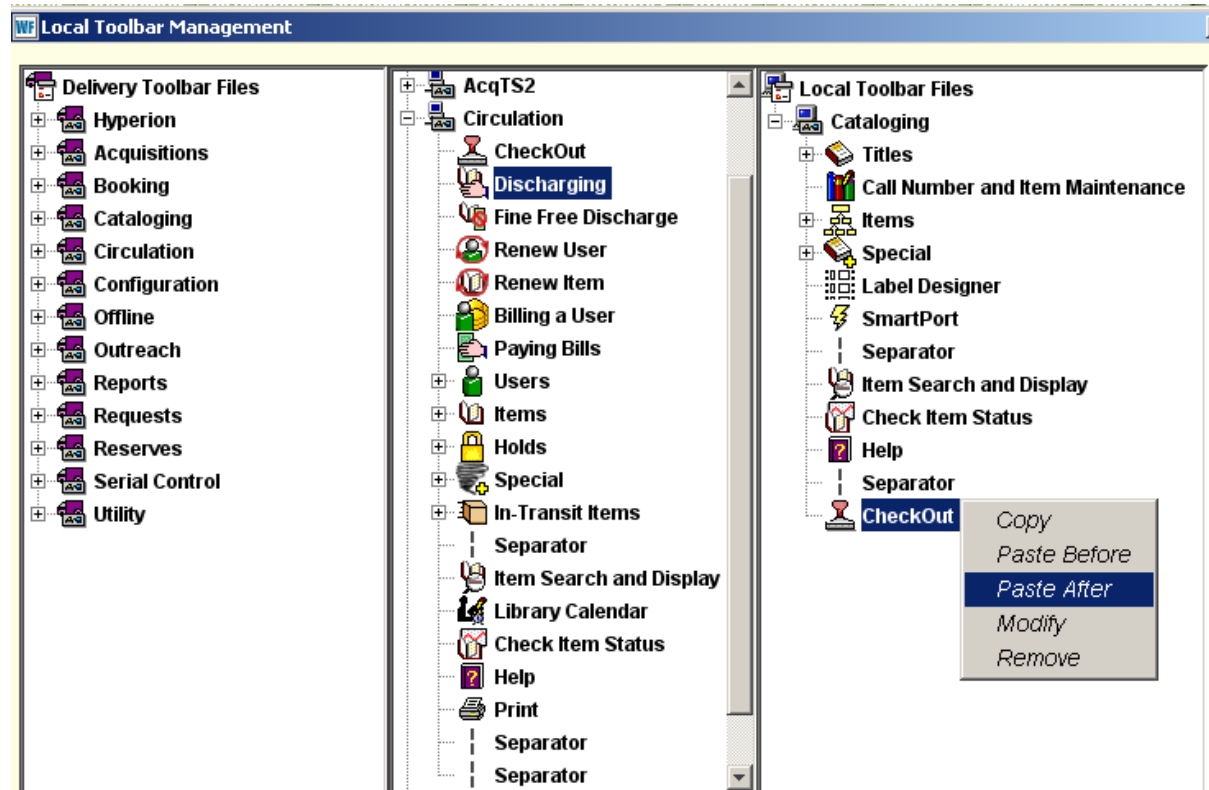 WF Local Toolbar Management
Delivery Toolbar Files
Hyperion
Acquisitions
Booking
Cataloging
Circulation
Configuration
Offline
Outreach
Reports
Requests
Reserves
Serial Control
Utility
AcqTS2
Circulation
CheckOut
Discharging
Fine Free Discharge
Renew User
Renew Item
Billing a User
Paying Bills
Users
Items
Holds
Special
In-Transit Items
Separator
Item Search and Display
Library Calendar
Check Item Status
Help
Print
Separator
Separator
Local Toolbar Files
Cataloging
Titles
Call Number and Item Maintenance
Items
Special
Label Designer
SmartPort
Separator
Item Search and Display
Check Item Status
Help
Separator
CheckOut
Copy
Paste Before
Paste After
Modify
Remove